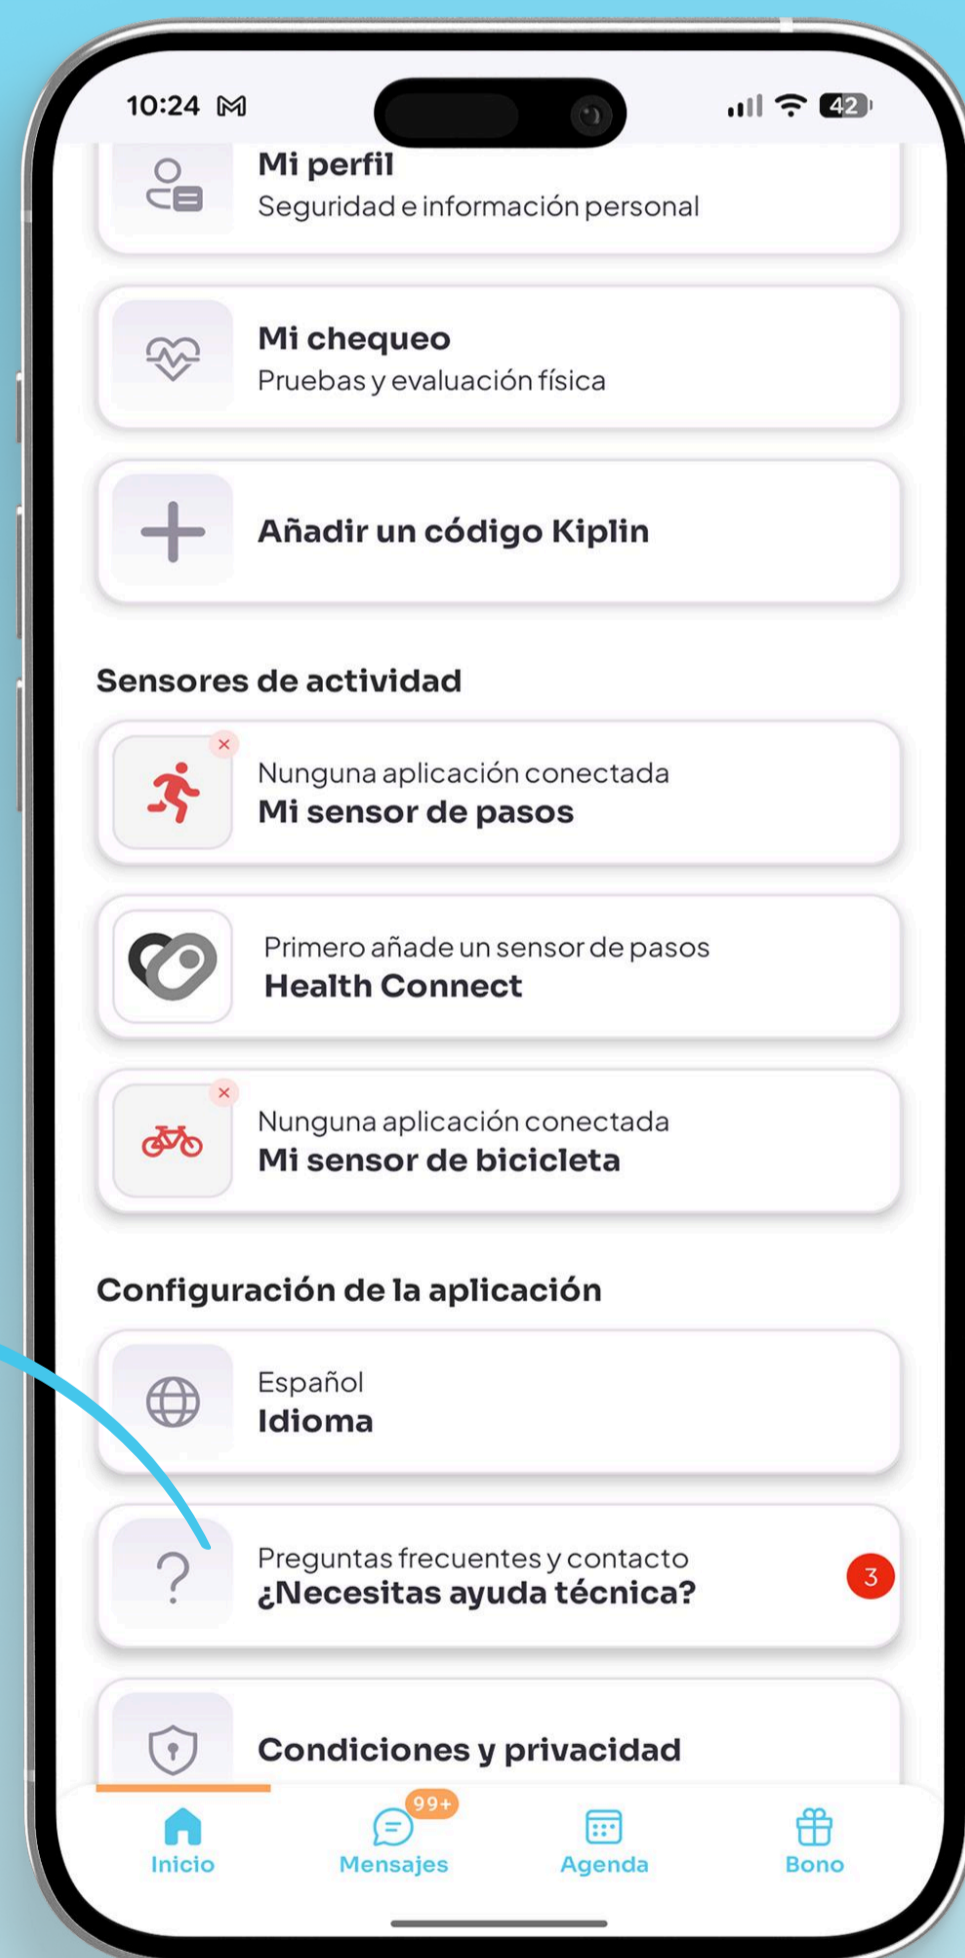 10:24
42
Mi perfil
Seguridad e información personal
Mi chequeo
Pruebas y evaluación física
Añadir un código Kiplin
Sensores de actividad
Nunguna aplicación conectada
Mi sensor de pasos
Primero añade un sensor de pasos
Health Connect
Nunguna aplicación conectada
Mi sensor de bicicleta
Configuración de la aplicación
Español
Idioma
Preguntas frecuentes y contacto
¿Necesitas ayuda técnica?
3
Condiciones y privacidad
99+
Inicio
Mensajes
Agenda
Bono